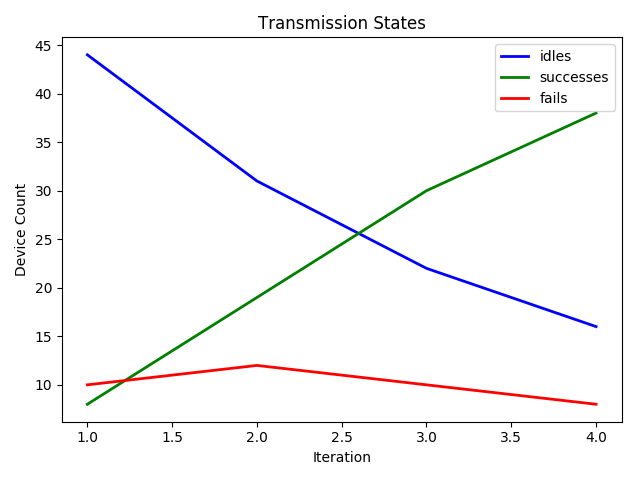 Transmission States
idles
successes
fails
Device Count
45
40
35
30
25
20
15
10
1.0 1.5 2.0 2.5 3.0 3.5 4.0
Iteration